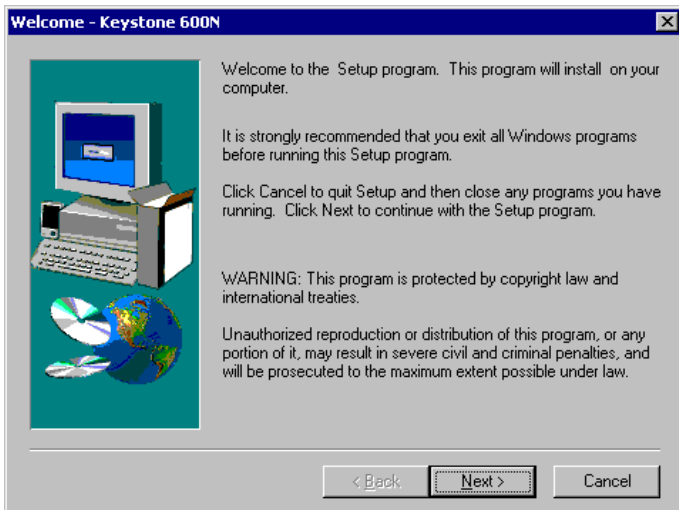 Welcome - Keystone 600N
Welcome to the Setup program. This program will install on your
computer.
It is strongly recommended that you exit all Windows programs
before running this Setup program.
Click Cancel to quit Setup and then close any programs you have
running. Click Next to continue with the Setup program.
WARNING: This program is protected by copyright law and
international treaties.
Unauthorized reproduction or distribution of this program, or any
portion of it, may result in severe civil and criminal penalties, and
will be prosecuted to the maximum extent possible under law.
< Back
Next >
Cancel